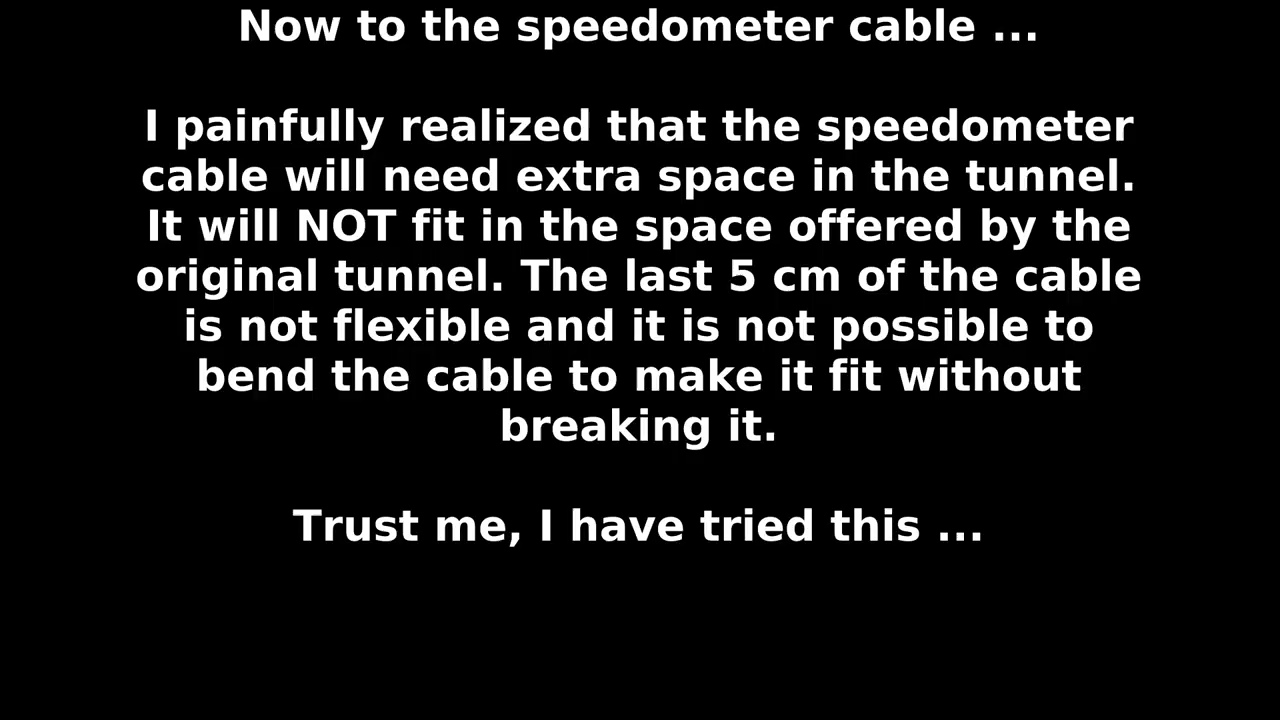 Now to the speedometer cable ...
I painfully realized that the speedometer
cable will need extra space in the tunnel.
It will NOT fit in the space offered by the
original tunnel. The last 5 cm of the cable
is not flexible and it is not possible to
bend the cable to make it fit without
breaking it.
Trust me, I have tried this ...